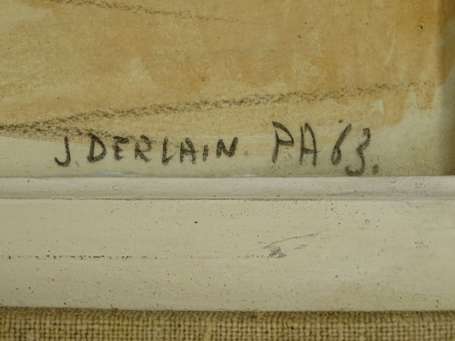 J. DERLAIN. PA 63.